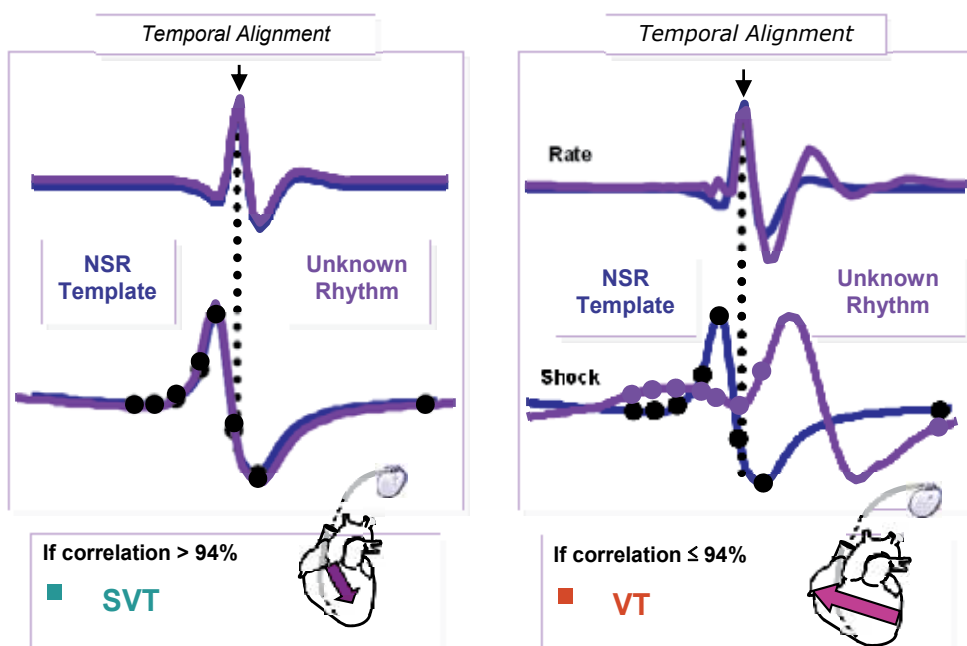 Temporal Alignment
NSR
Template
Unknown
Rhythm
If correlation > 94%
SVT
Temporal Alignment
Rate
NSR
Template
Unknown
Rhythm
Shock
If correlation ≤ 94%
VT